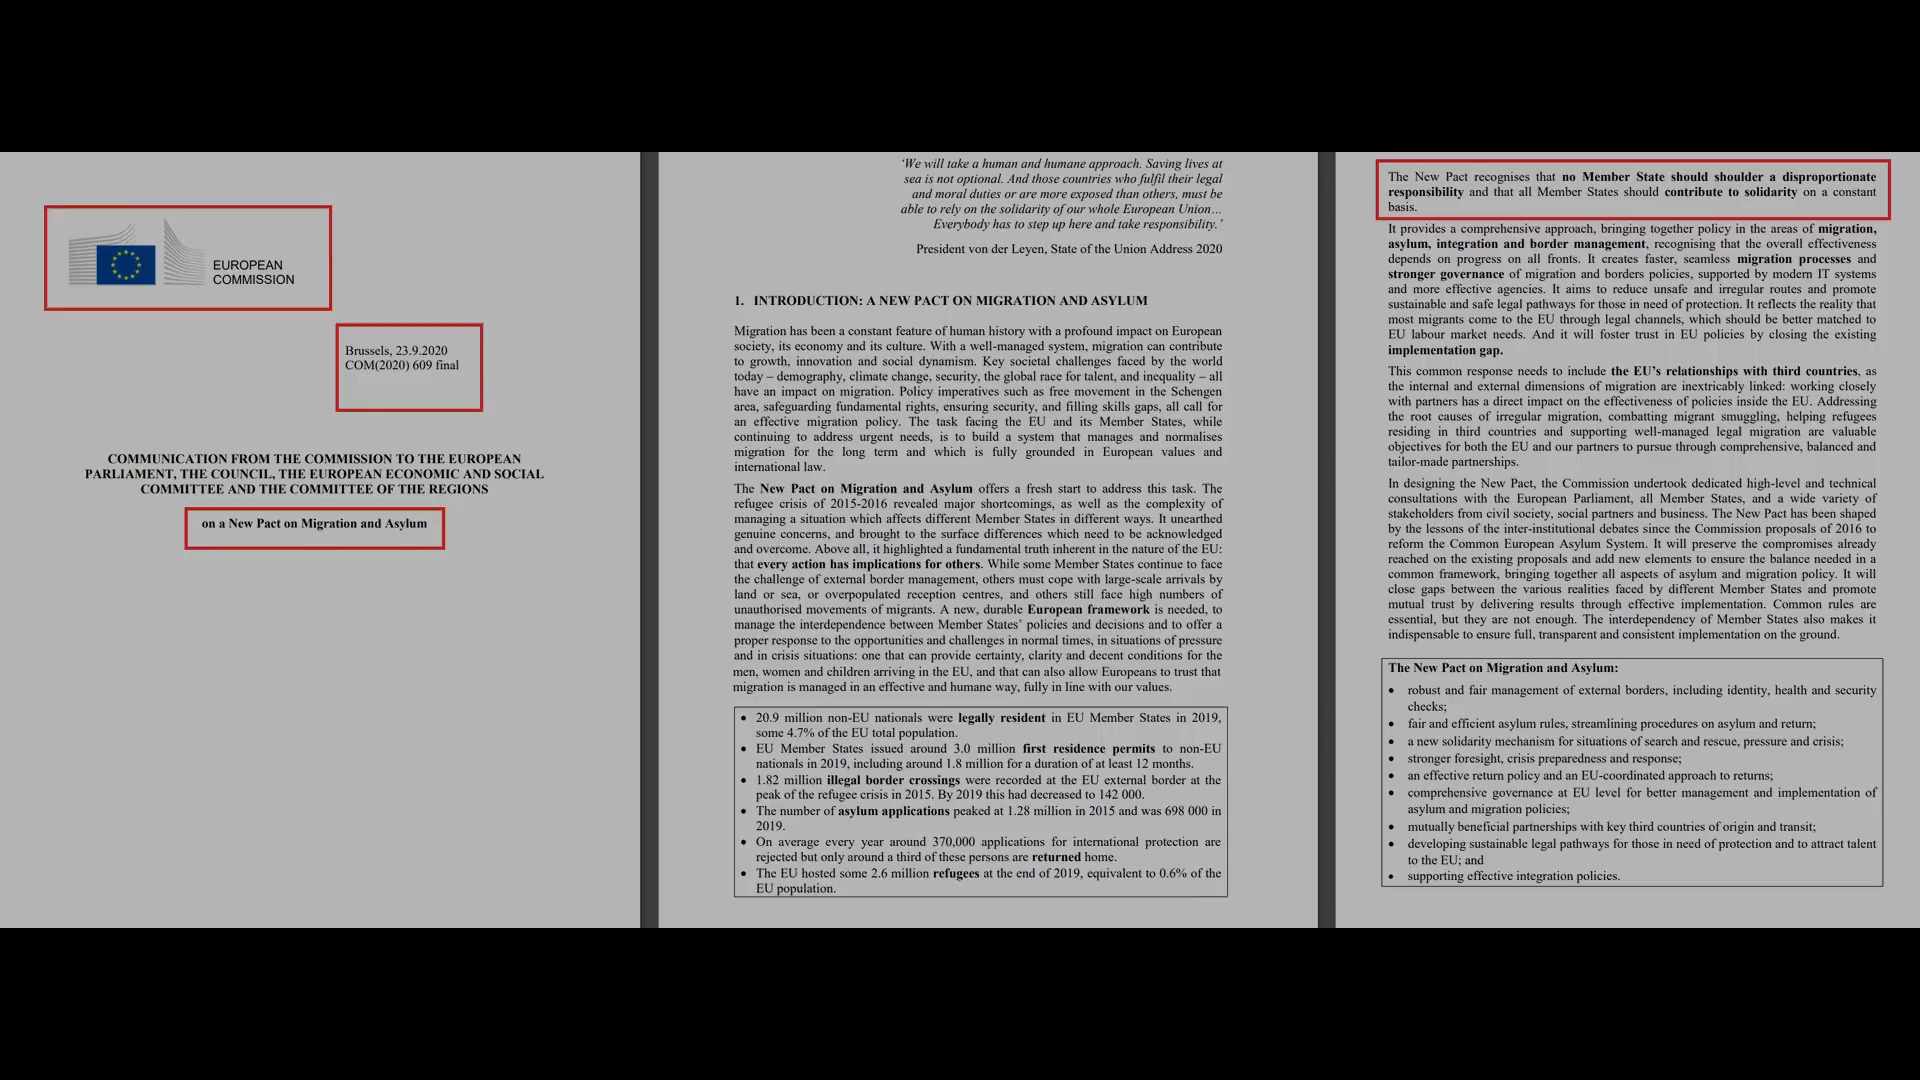 EUROPEAN
COMMISSION
Brussels, 23.9.2020
COM(2020) 609 final
COMMUNICATION FROM THE COMMISSION TO THE EUROPEAN
PARLIAMENT, THE COUNCIL, THE EUROPEAN ECONOMIC AND SOCIAL
COMMITTEE AND THE COMMITTEE OF THE REGIONS
on a New Pact on Migration and Asylum
‘We will take a human and humane approach. Saving lives at
sea is not optional. And those countries who fulfil their legal
and moral duties or are more exposed than others, must be
able to rely on the solidarity of our whole European Union…
Everybody has to step up here and take responsibility.’
President von der Leyen, State of the Union Address 2020
1. INTRODUCTION: A NEW PACT ON MIGRATION AND ASYLUM
Migration has been a constant feature of human history with a profound impact on European
society, its economy and its culture. With a well-managed system, migration can contribute
to growth, innovation and social dynamism. Key societal challenges faced by the world
today – demography, climate change, security, the global race for talent, and inequality – all
have an impact on migration. Policy imperatives such as free movement in the Schengen
area, safeguarding fundamental rights, ensuring security, and filling skills gaps, all call for
an effective migration policy. The task facing the EU and its Member States, while
continuing to address urgent needs, is to build a system that manages and normalises
migration for the long term and which is fully grounded in European values and
international law.
The New Pact on Migration and Asylum offers a fresh start to address this task. The
refugee crisis of 2015-2016 revealed major shortcomings, as well as the complexity of
managing a situation which affects different Member States in different ways. It unearthed
genuine concerns, and brought to the surface differences which need to be acknowledged
and overcome. Above all, it highlighted a fundamental truth inherent in the nature of the EU:
that every action has implications for others. While some Member States continue to face
the challenge of external border management, others must cope with large-scale arrivals by
land or sea, or overpopulated reception centres, and others still face high numbers of
unauthorised movements of migrants. A new, durable European framework is needed, to
manage the interdependence between Member States’ policies and decisions and to offer a
proper response to the opportunities and challenges in normal times, in situations of pressure
and in crisis situations: one that can provide certainty, clarity and decent conditions for the
men, women and children arriving in the EU, and that can also allow Europeans to trust that
migration is managed in an effective and humane way, fully in line with our values.
• 20.9 million non-EU nationals were legally resident in EU Member States in 2019,
some 4.7% of the EU total population.
• EU Member States issued around 3.0 million first residence permits to non-EU
nationals in 2019, including around 1.8 million for a duration of at least 12 months.
• 1.82 million illegal border crossings were recorded at the EU external border at the
peak of the refugee crisis in 2015. By 2019 this had decreased to 142 000.
• The number of asylum applications peaked at 1.28 million in 2015 and was 698 000 in
2019.
• On average every year around 370,000 applications for international protection are
rejected but only around a third of these persons are returned home.
• The EU hosted some 2.6 million refugees at the end of 2019, equivalent to 0.6% of the
EU population.
The New Pact recognises that no Member State should shoulder a disproportionate
responsibility and that all Member States should contribute to solidarity on a constant
basis.
It provides a comprehensive approach, bringing together policy in the areas of migration,
asylum, integration and border management, recognising that the overall effectiveness
depends on progress on all fronts. It creates faster, seamless migration processes and
stronger governance of migration and borders policies, supported by modern IT systems
and more effective agencies. It aims to reduce unsafe and irregular routes and promote
sustainable and safe legal pathways for those in need of protection. It reflects the reality that
most migrants come to the EU through legal channels, which should be better matched to
EU labour market needs. And it will foster trust in EU policies by closing the existing
implementation gap.
This common response needs to include the EU’s relationships with third countries, as
the internal and external dimensions of migration are inextricably linked: working closely
with partners has a direct impact on the effectiveness of policies inside the EU. Addressing
the root causes of irregular migration, combatting migrant smuggling, helping refugees
residing in third countries and supporting well-managed legal migration are valuable
objectives for both the EU and our partners to pursue through comprehensive, balanced and
tailor-made partnerships.
In designing the New Pact, the Commission undertook dedicated high-level and technical
consultations with the European Parliament, all Member States, and a wide variety of
stakeholders from civil society, social partners and business. The New Pact has been shaped
by the lessons of the inter-institutional debates since the Commission proposals of 2016 to
reform the Common European Asylum System. It will preserve the compromises already
reached on the existing proposals and add new elements to ensure the balance needed in a
common framework, bringing together all aspects of asylum and migration policy. It will
close gaps between the various realities faced by different Member States and promote
mutual trust by delivering results through effective implementation. Common rules are
essential, but they are not enough. The interdependency of Member States also makes it
indispensable to ensure full, transparent and consistent implementation on the ground.
The New Pact on Migration and Asylum:
• robust and fair management of external borders, including identity, health and security
checks;
• fair and efficient asylum rules, streamlining procedures on asylum and return;
• a new solidarity mechanism for situations of search and rescue, pressure and crisis;
• stronger foresight, crisis preparedness and response;
• an effective return policy and an EU-coordinated approach to returns;
• comprehensive governance at EU level for better management and implementation of
asylum and migration policies;
• mutually beneficial partnerships with key third countries of origin and transit;
• developing sustainable legal pathways for those in need of protection and to attract talent
to the EU; and
• supporting effective integration policies.